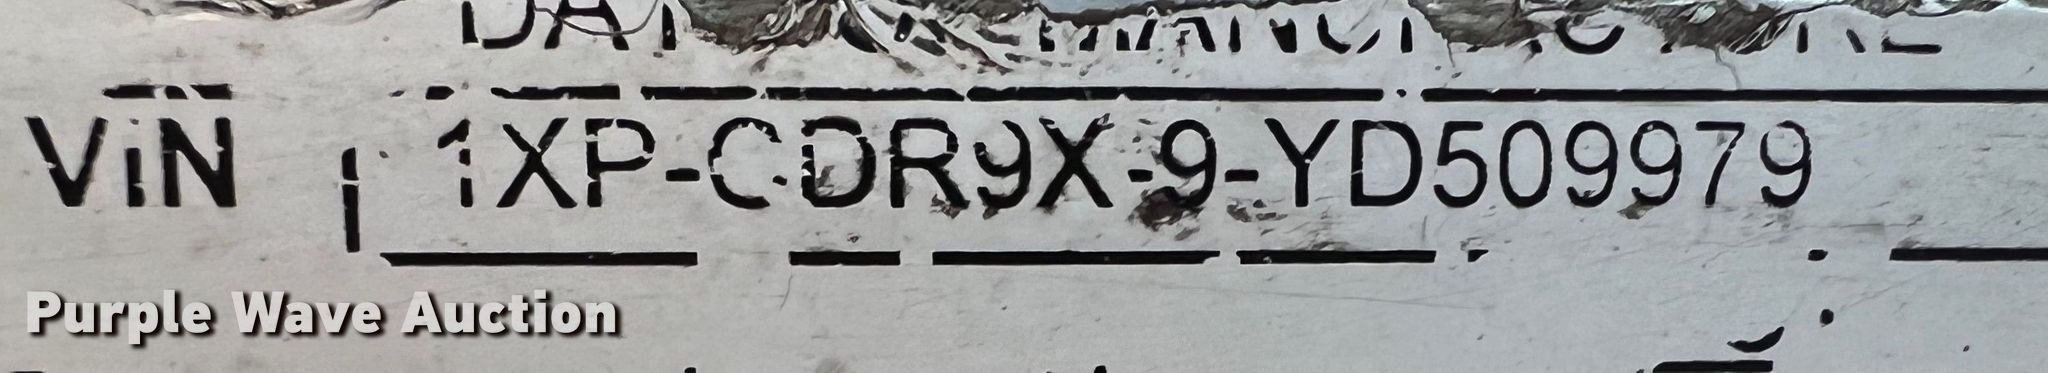 VIN 1XP-CDR9X-9-YD509979
Purple Wave Auction